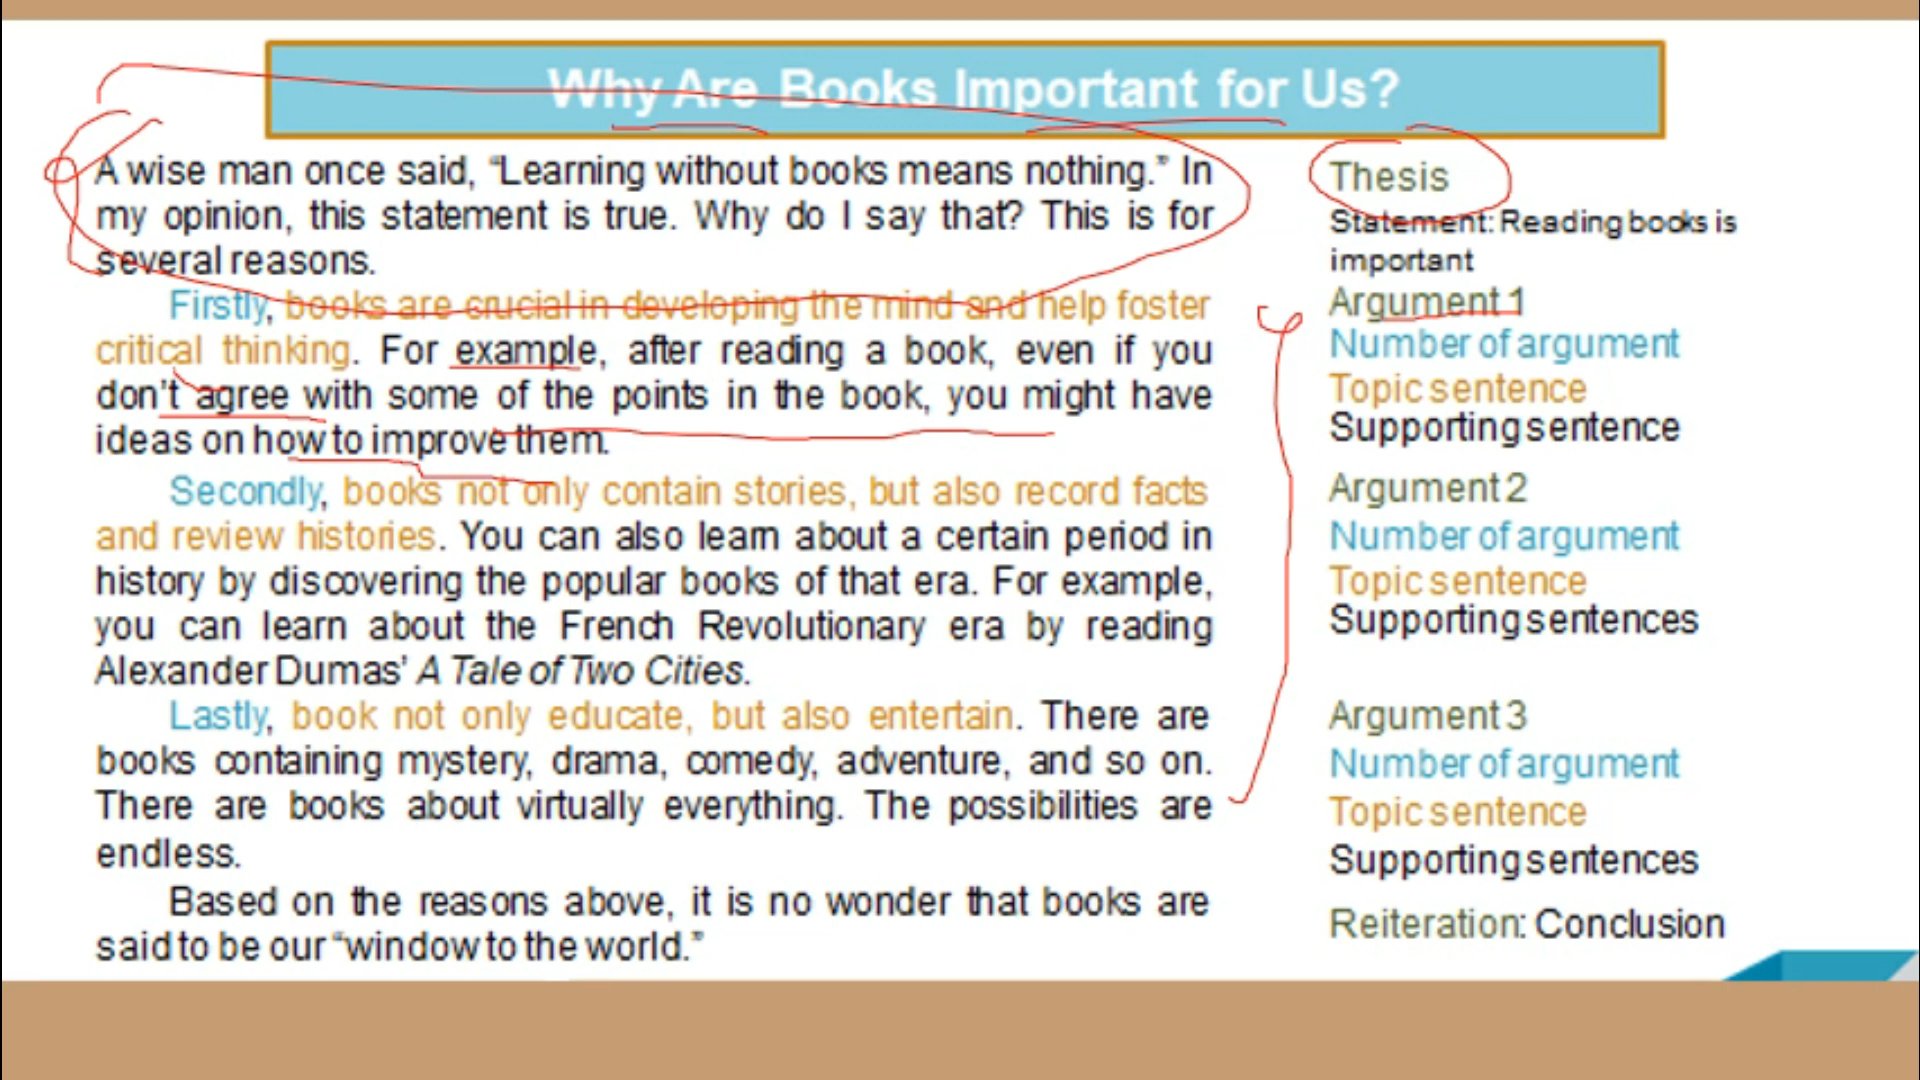 Why Are Books Important for Us?
A wise man once said, “Learning without books means nothing.” In
my opinion, this statement is true. Why do I say that? This is for
several reasons.
Firstly, books are crucial in developing the mind and help foster
critical thinking. For example, after reading a book, even if you
don't agree with some of the points in the book, you might have
ideas on how to improve them.
Secondly, books not only contain stories, but also record facts
and review histories. You can also learn about a certain period in
history by discovering the popular books of that era. For example,
you can learn about the French Revolutionary era by reading
Alexander Dumas' A Tale of Two Cities.
Lastly, book not only educate, but also entertain. There are
books containing mystery, drama, comedy, adventure, and so on.
There are books about virtually everything. The possibilities are
endless.
Based on the reasons above, it is no wonder that books are
said to be our “window to the world.”
Thesis
Statement: Reading books is
important
Argument 1
Number of argument
Topic sentence
Supporting sentence
Argument 2
Number of argument
Topic sentence
Supporting sentences
Argument 3
Number of argument
Topic sentence
Supporting sentences
Reiteration: Conclusion